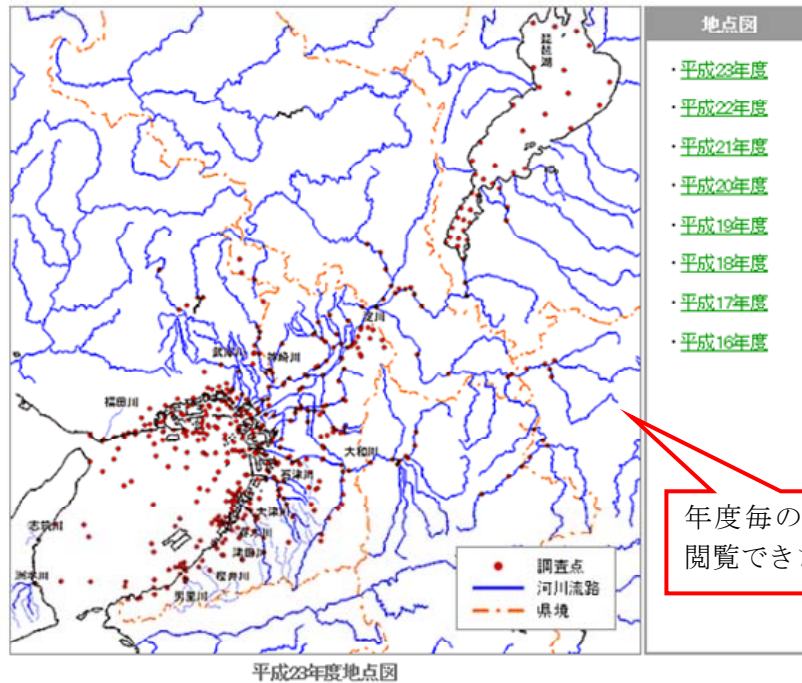 琵琶湖
淀川
武庫川
神崎川
福田川
大和川
石津川
大津川
志筑川
津田川
洲本川
桜井川
男里川
調査点
河川流路
県境
平成23年度地点図
地点図
・平成23年度
・平成22年度
・平成21年度
・平成20年度
・平成19年度
・平成18年度
・平成17年度
・平成16年度
年度毎の
閲覧でき